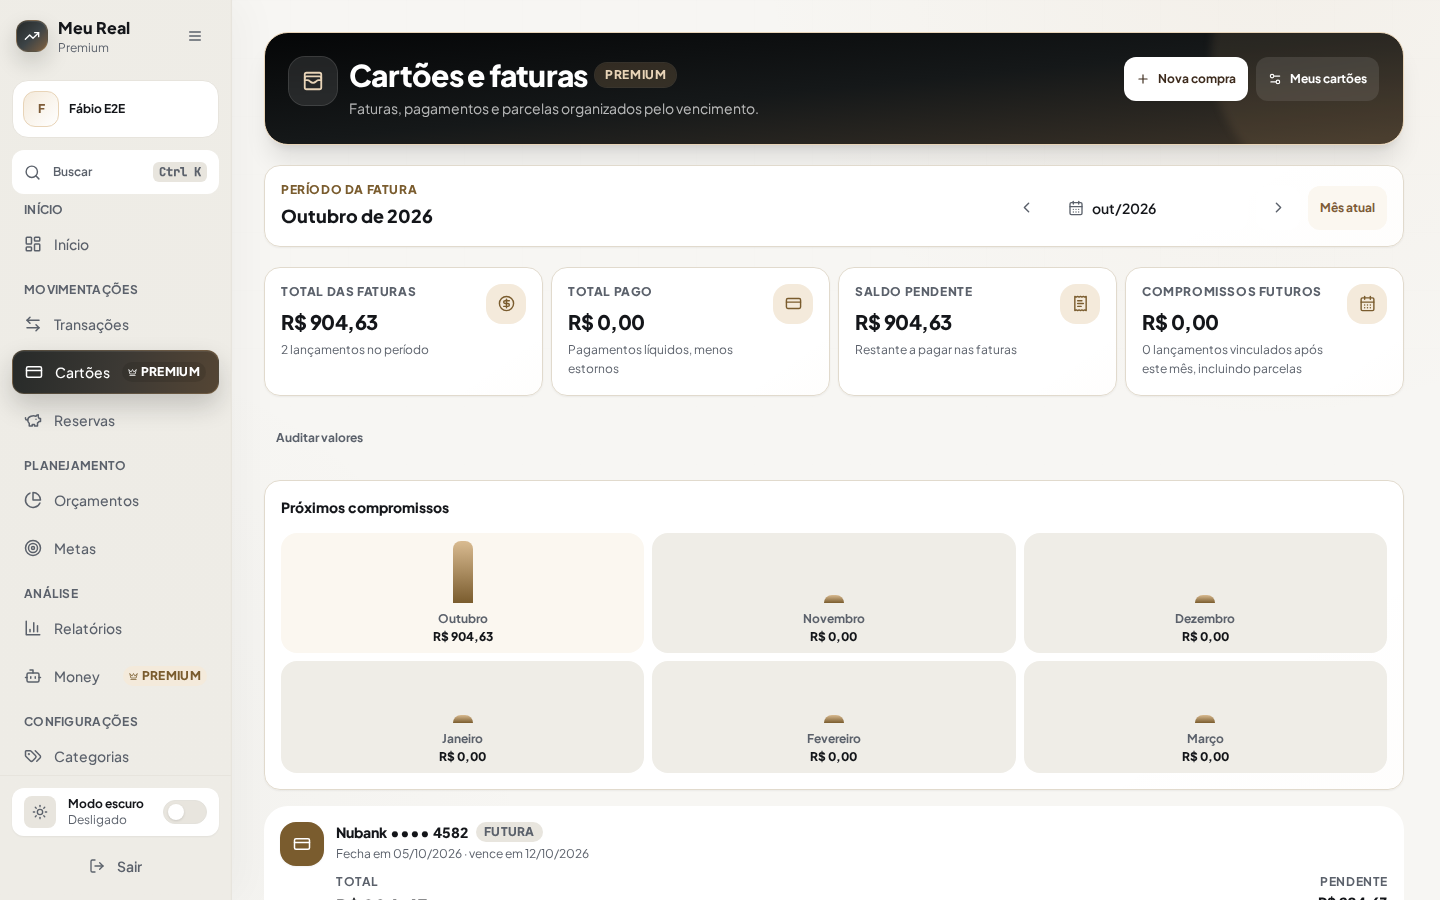 Meu Real
Premium
F
Fábio E2E
Buscar
Ctrl K
INÍCIO
Início
MOVIMENTAÇÕES
Transações
Cartões
PREMIUM
Reservas
PLANEJAMENTO
Orçamentos
Metas
ANÁLISE
Relatórios
Money
PREMIUM
CONFIGURAÇÕES
Categorias
Modo escuro
Desligado
Sair
Cartões e faturas
PREMIUM
Faturas, pagamentos e parcelas organizados pelo vencimento.
Nova compra
Meus cartões
PERÍODO DA FATURA
Outubro de 2026
out/2026
Mês atual
TOTAL DAS FATURAS
R$ 904,63
2 lançamentos no período
TOTAL PAGO
R$ 0,00
Pagamentos líquidos, menos
estornos
SALDO PENDENTE
R$ 904,63
Restante a pagar nas faturas
COMPROMISSOS FUTUROS
R$ 0,00
0 lançamentos vinculados após
este mês, incluindo parcelas
Auditar valores
Próximos compromissos
Outubro
R$ 904,63
Novembro
R$ 0,00
Dezembro
R$ 0,00
Janeiro
R$ 0,00
Fevereiro
R$ 0,00
Março
R$ 0,00
Nubank •••• 4582
FUTURA
Fecha em 05/10/2026 · vence em 12/10/2026
TOTAL
PENDENTE